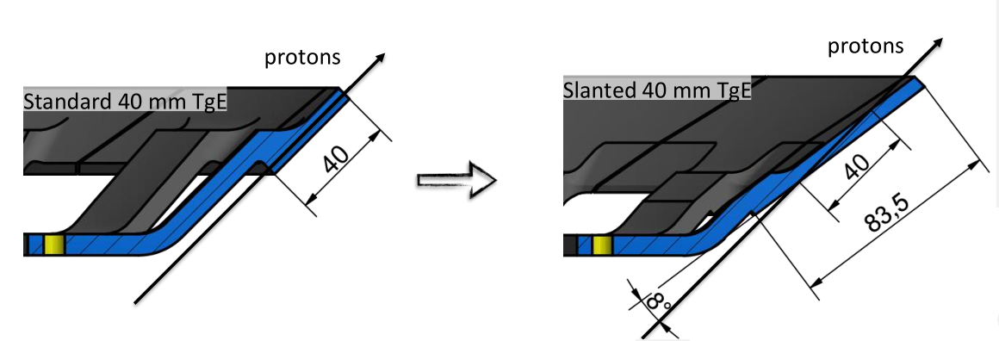 protons
Standard 40 mm TgE
40
protons
Slanted 40 mm TgE
40
83,5
8°